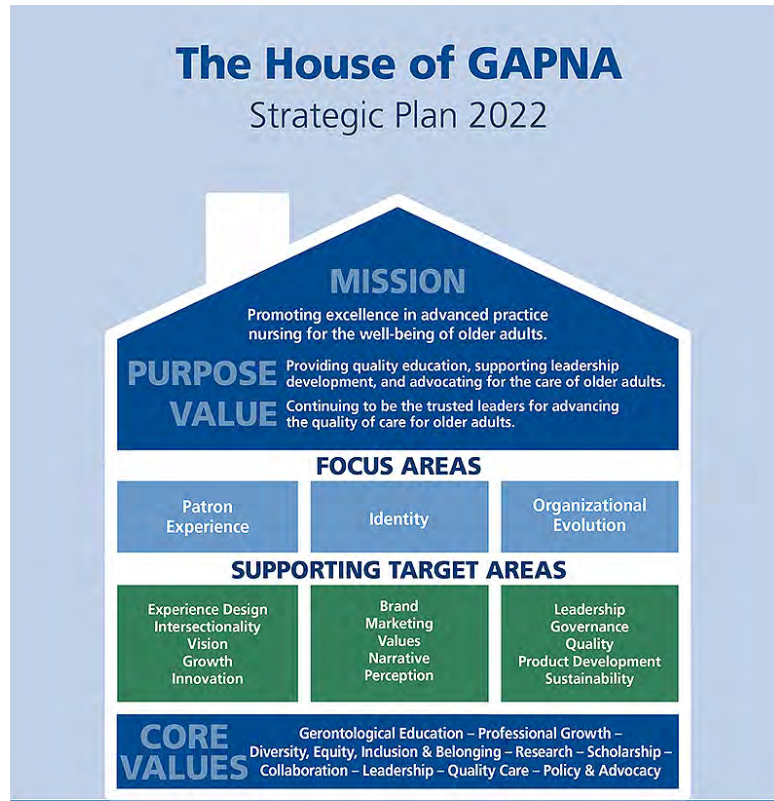 The House of GAPNA
Strategic Plan 2022
MISSION
Promoting excellence in advanced practice
nursing for the well-being of older adults.
PURPOSE
Providing quality education, supporting leadership
development, and advocating for the care of older adults.
VALUE
Continuing to be the trusted leaders for advancing
the quality of care for older adults.
FOCUS AREAS
Patron
Experience
Identity
Organizational
Evolution
SUPPORTING TARGET AREAS
Experience Design
Intersectionality
Vision
Growth
Innovation
Brand
Marketing
Values
Narrative
Perception
Leadership
Governance
Quality
Product Development
Sustainability
CORE
VALUES
Gerontological Education – Professional Growth –
Diversity, Equity, Inclusion & Belonging – Research – Scholarship –
Collaboration – Leadership – Quality Care – Policy & Advocacy